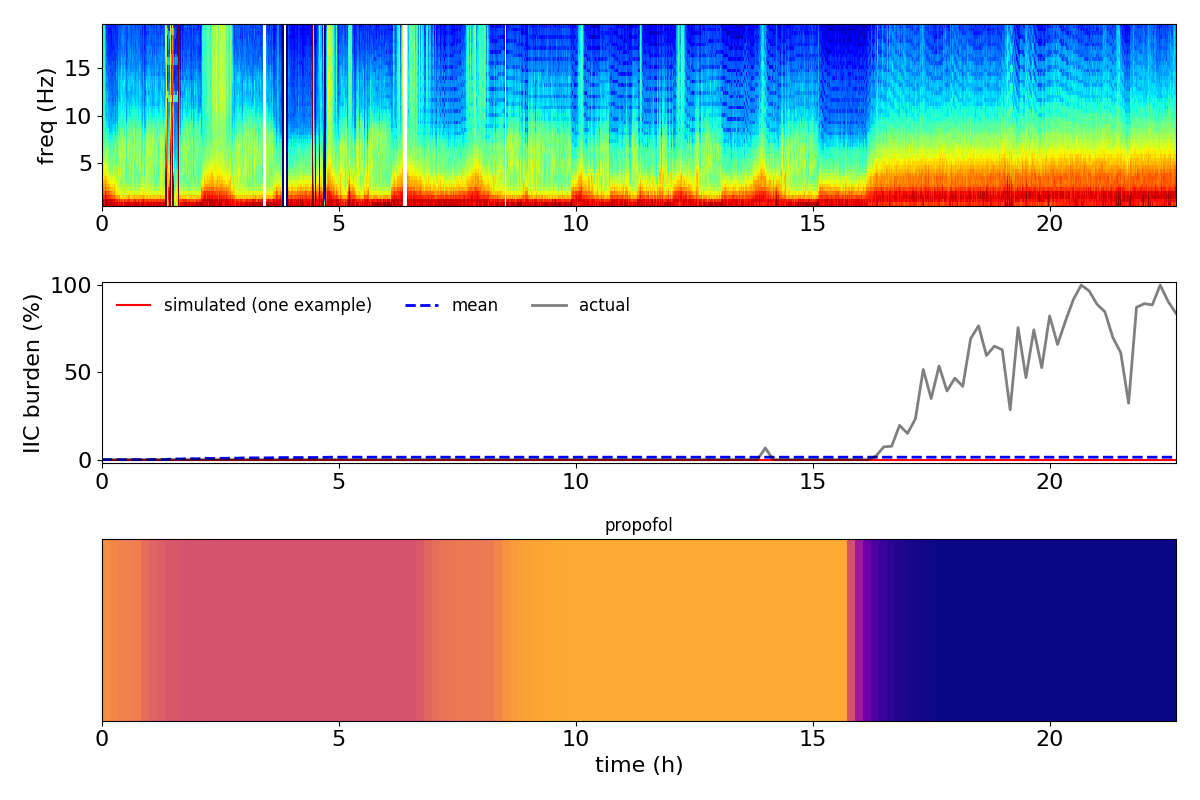 freq (Hz)
15
10
5
0 5 10 15 20
IIC burden (%)
100
50
0
simulated (one example) mean actual
0 5 10 15 20
propofol
0 5 10 15 20
time (h)